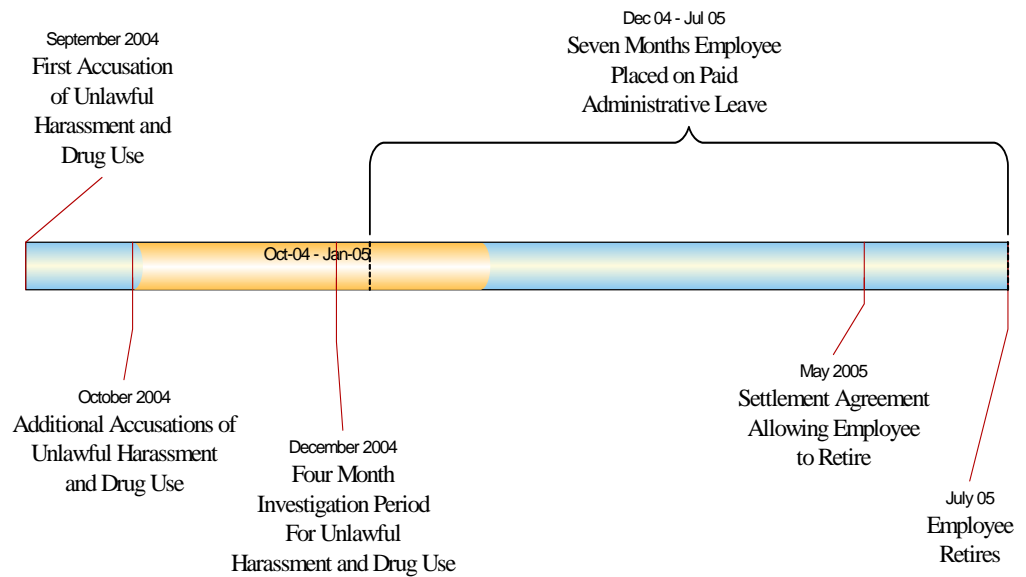 September 2004
First Accusation
of Unlawful
Harassment and
Drug Use
Dec 04 - Jul 05
Seven Months Employee
Placed on Paid
Administrative Leave
Oct-04 - Jan-05
October 2004
Additional Accusations of
Unlawful Harassment
and Drug Use
December 2004
Four Month
Investigation Period
For Unlawful
Harassment and Drug Use
May 2005
Settlement Agreement
Allowing Employee
to Retire
July 05
Employee
Retires